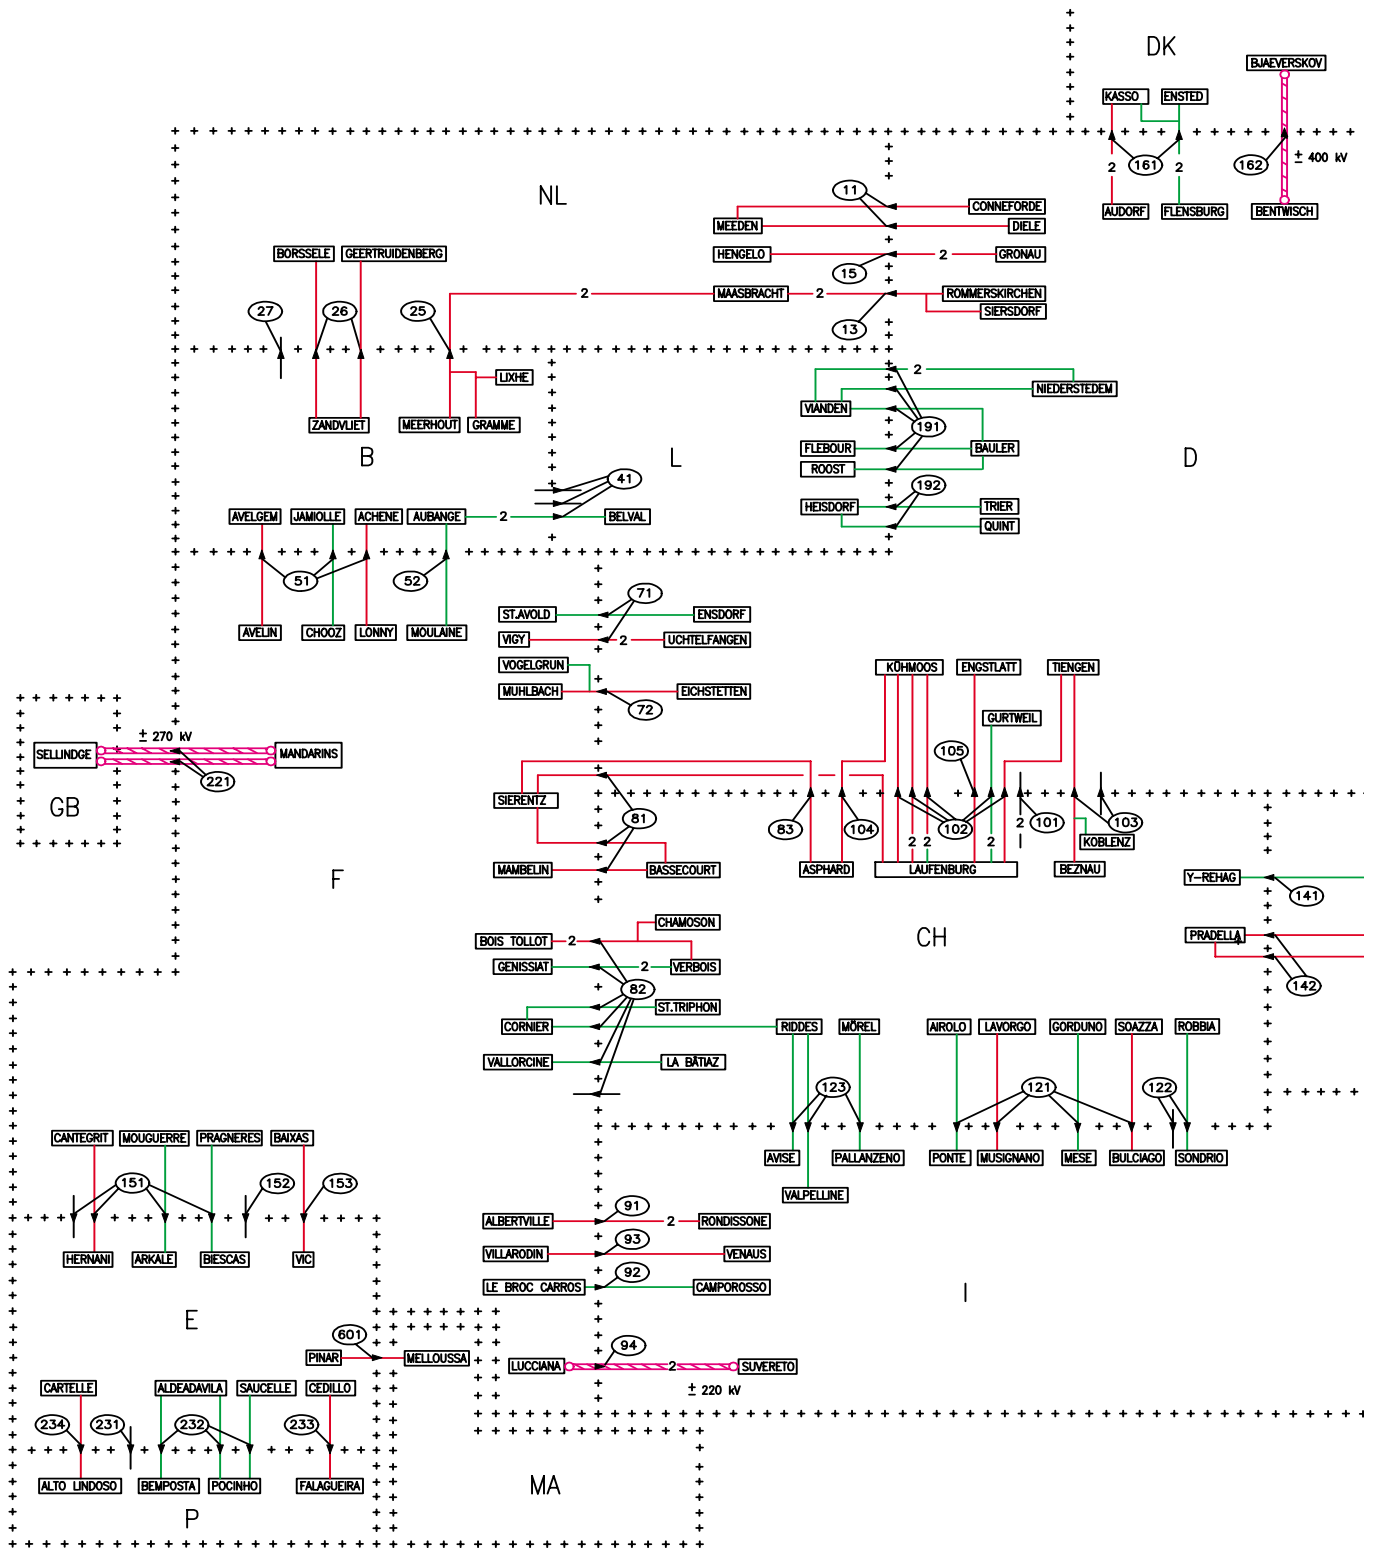 DK
BJAEVERSKOV
KASSO
ENSTED
± 400 kV
161
162
2
2
AUDORF
FLENSBURG
BENTWISCH
NL
11
CONNEFORDE
MEEDEN
DIELE
HENGELO
2
GRONAU
15
BORSSELE
GEERTRUIDENBERG
2
MAASBRACHT
2
ROMMERSKIRCHEN
SIERSDORF
13
27
26
25
LIXHE
ZANDVLIET
MEERHOUT
GRAMME
2
NIEDERSTEDEM
VIANDEN
191
FLEBOUR
BAULER
ROOST
B
L
D
41
192
HEISDORF
TRIER
QUINT
AVELGEM
JAMIOLLE
ACHENE
AUBANGE
2
BELVAL
51
52
AVELIN
CHOOZ
LONNY
MOULAINE
71
ST.AVOLD
ENSDORF
VIGY
2
UCHTELFANGEN
VOGELGRUN
MUHLBACH
EICHSTETTEN
72
KÜHMOOS
ENGSTLATT
TIENGEN
GURTWEIL
105
± 270 kV
SELLINDGE
MANDARINS
221
GB
SIERENTZ
81
83
104
102
101
103
2
2
2
2
KOBLENZ
MAMBELIN
BASSECOURT
ASPHARD
LAUFENBURG
BEZNAU
F
Y-REHAG
141
CHAMOSON
BOIS TOLLOT
2
CH
PRADELLA
GENISSIAT
2
VERBOIS
142
82
ST.TRIPHON
CORNIER
RIDDES
MÖREL
AIROLO
LAVORGO
GORDUNO
SOAZZA
ROBBIA
VALLORCINE
LA BÂTIAZ
123
121
122
AVISE
PALLANZENO
PONTE
MUSIGNANO
MESE
BULCIAGO
SONDRIO
VALPELLINE
CANTEGRIT
MOUGUERRE
PRAGNERES
BAIXAS
151
152
153
HERNANI
ARKALE
BIESCAS
VIC
91
ALBERTVILLE
2
RONDISSONE
93
VILLARODIN
VENAUS
92
LE BROC CARROS
CAMPOROSSO
I
E
601
PINAR
MELLOUSSA
94
LUCCIANA
2
SUVERETO
± 220 kV
CARTELLE
ALDEADAVILA
SAUCELLE
CEDILLO
234
231
232
233
ALTO LINDOSO
BEMPOSTA
POCINHO
FALAGUEIRA
MA
P